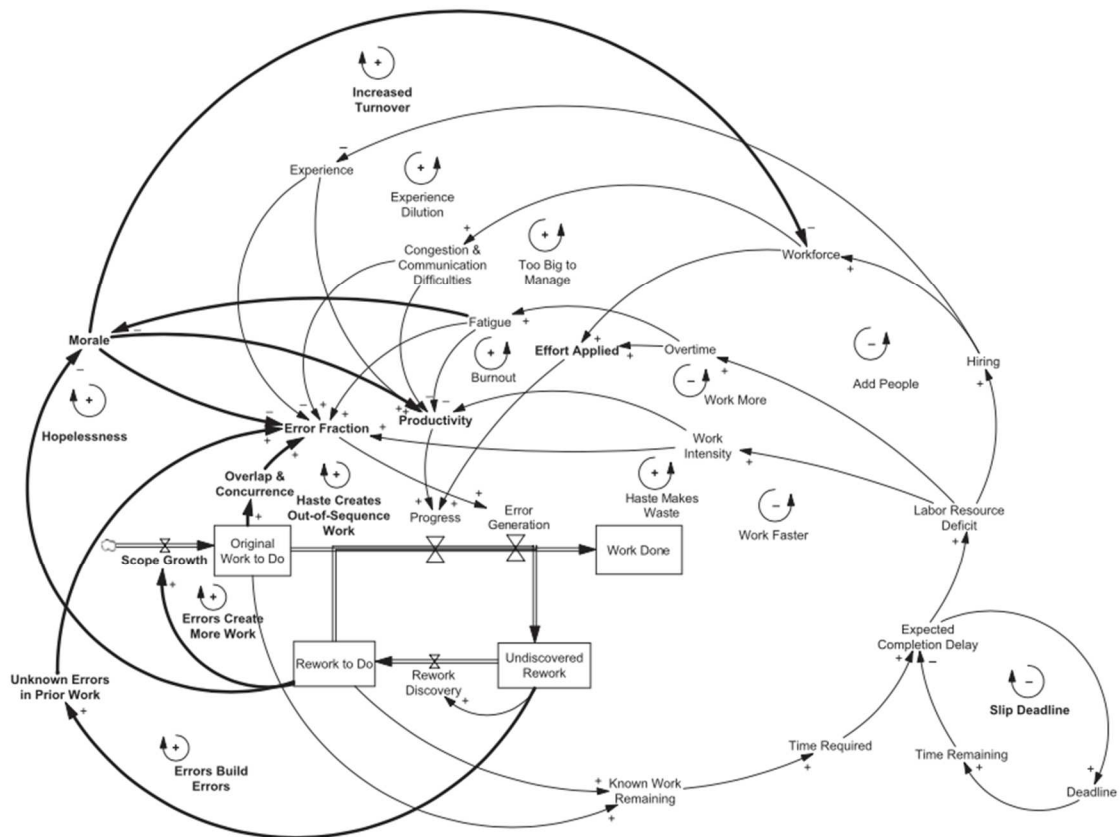 Increased
Turnover
Experience
Experience
Dilution
Congestion &
Communication
Difficulties
Too Big to
Manage
Workforce
Morale
Fatigue
Effort Applied
Overtime
Burnout
Add People
Hiring
Work More
Hopelessness
Error Fraction
Productivity
Work
Intensity
Overlap &
Concurrence
Haste Creates
Out-of-Sequence
Work
Progress
Error
Generation
Haste Makes
Waste
Work Faster
Labor Resource
Deficit
Original
Work to Do
Scope Growth
Work Done
Errors Create
More Work
Rework to Do
Rework
Discovery
Undiscovered
Rework
Expected
Completion Delay
Unknown Errors
in Prior Work
Slip Deadline
Errors Build
Errors
Time Required
Time Remaining
Known Work
Remaining
Deadline